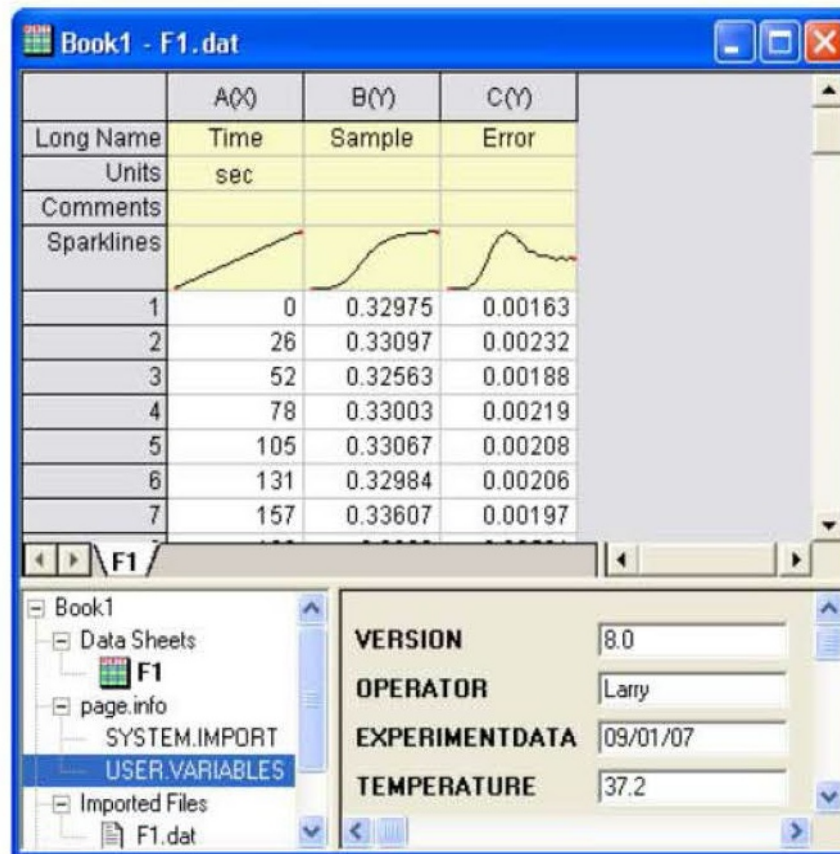 Book1 - F1.dat
A(X) B(Y) C(Y)
Long Name Time Sample Error
Units sec
Comments
Sparklines
1 0 0.32975 0.00163
2 26 0.33097 0.00232
3 52 0.32563 0.00188
4 78 0.33003 0.00219
5 105 0.33067 0.00208
6 131 0.32984 0.00206
7 157 0.33607 0.00197
F1
Book1
Data Sheets
F1
page.info
SYSTEM.IMPORT
USER.VARIABLES
Imported Files
F1.dat
VERSION 8.0
OPERATOR Larry
EXPERIMENTDATA 09/01/07
TEMPERATURE 37.2